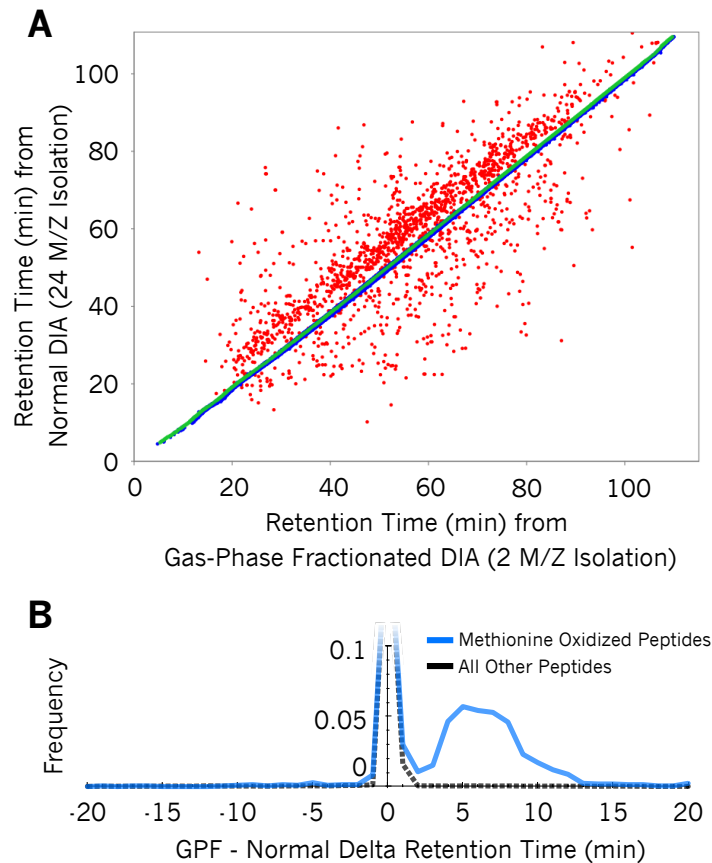 A
Retention Time (min) from
Normal DIA (24 M/Z Isolation)
100
80
60
40
20
0
0 20 40 60 80 100
Retention Time (min) from
Gas-Phase Fractionated DIA (2 M/Z Isolation)
B
Frequency
0.1
0.05
0
Methionine Oxidized Peptides
All Other Peptides
-20 -15 -10 -5 0 5 10 15 20
GPF - Normal Delta Retention Time (min)